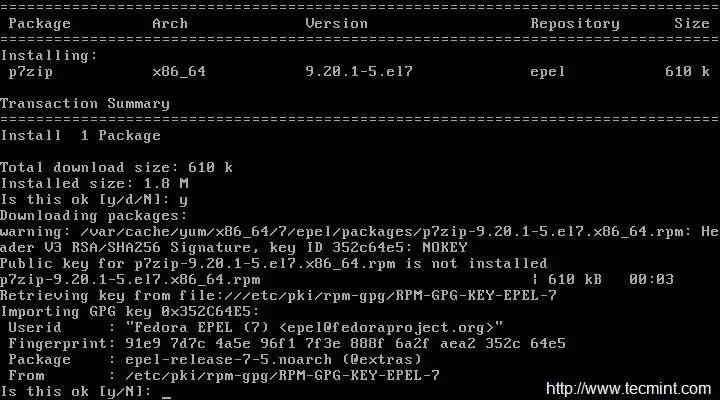 ================================================================================
Package Arch Version Repository Size
================================================================================
Installing:
p7zip x86_64 9.20.1-5.el7 epel 610 k

Transaction Summary
================================================================================
Install 1 Package

Total download size: 610 k
Installed size: 1.8 M
Is this ok [y/d/N]: y
Downloading packages:
warning: /var/cache/yum/x86_64/7/epel/packages/p7zip-9.20.1-5.el7.x86_64.rpm: He
ader V3 RSA/SHA256 Signature, key ID 352c64e5: NOKEY
Public key for p7zip-9.20.1-5.el7.x86_64.rpm is not installed
p7zip-9.20.1-5.el7.x86_64.rpm | 610 kB 00:03
Retrieving key from file:///etc/pki/rpm-gpg/RPM-GPG-KEY-EPEL-7
Importing GPG key 0x352C64E5:
Userid : "Fedora EPEL (7) <epel@fedoraproject.org>"
Fingerprint: 91e9 7d7c 4a5e 96f1 7f3e 888f 6a2f aea2 352c 64e5
Package : epel-release-7-5.noarch (@extras)
From : /etc/pki/rpm-gpg/RPM-GPG-KEY-EPEL-7
Is this ok [y/N]: _
http://www.tecmint.com